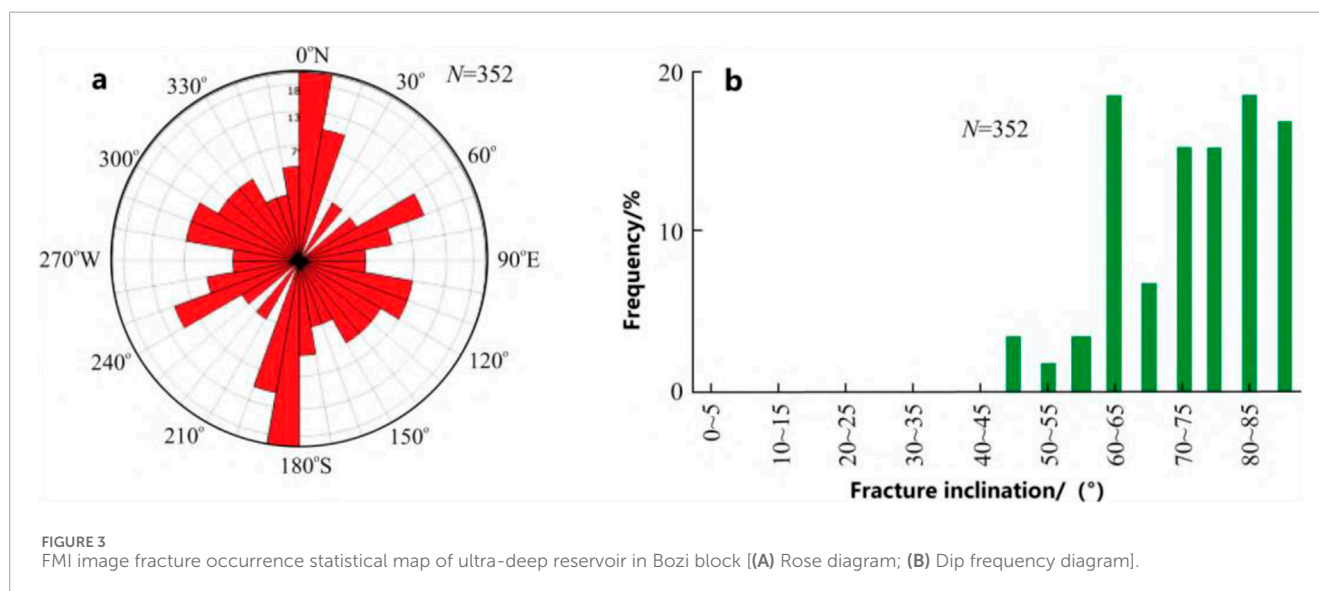 a
0°N
N=352
330°
30°
18
13
7
300°
60°
270°W
90°E
240°
120°
210°
150°
180°S
b
N=352
20
10
0
Frequency/%
0~5
10~15
20~25
30~35
40~45
50~55
60~65
70~75
80~85
Fracture inclination/ (°)
FIGURE 3
FMI image fracture occurrence statistical map of ultra-deep reservoir in Bozi block [(A) Rose diagram; (B) Dip frequency diagram].